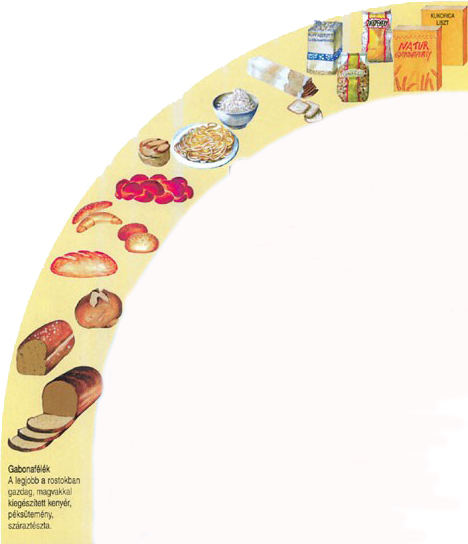 KUKORICA
LISZT
NATUR
Gabonafélék
A legjobb a rostokban
gazdag, magvakkal
kiegészített kenyér,
péksütemény,
száraztészta.